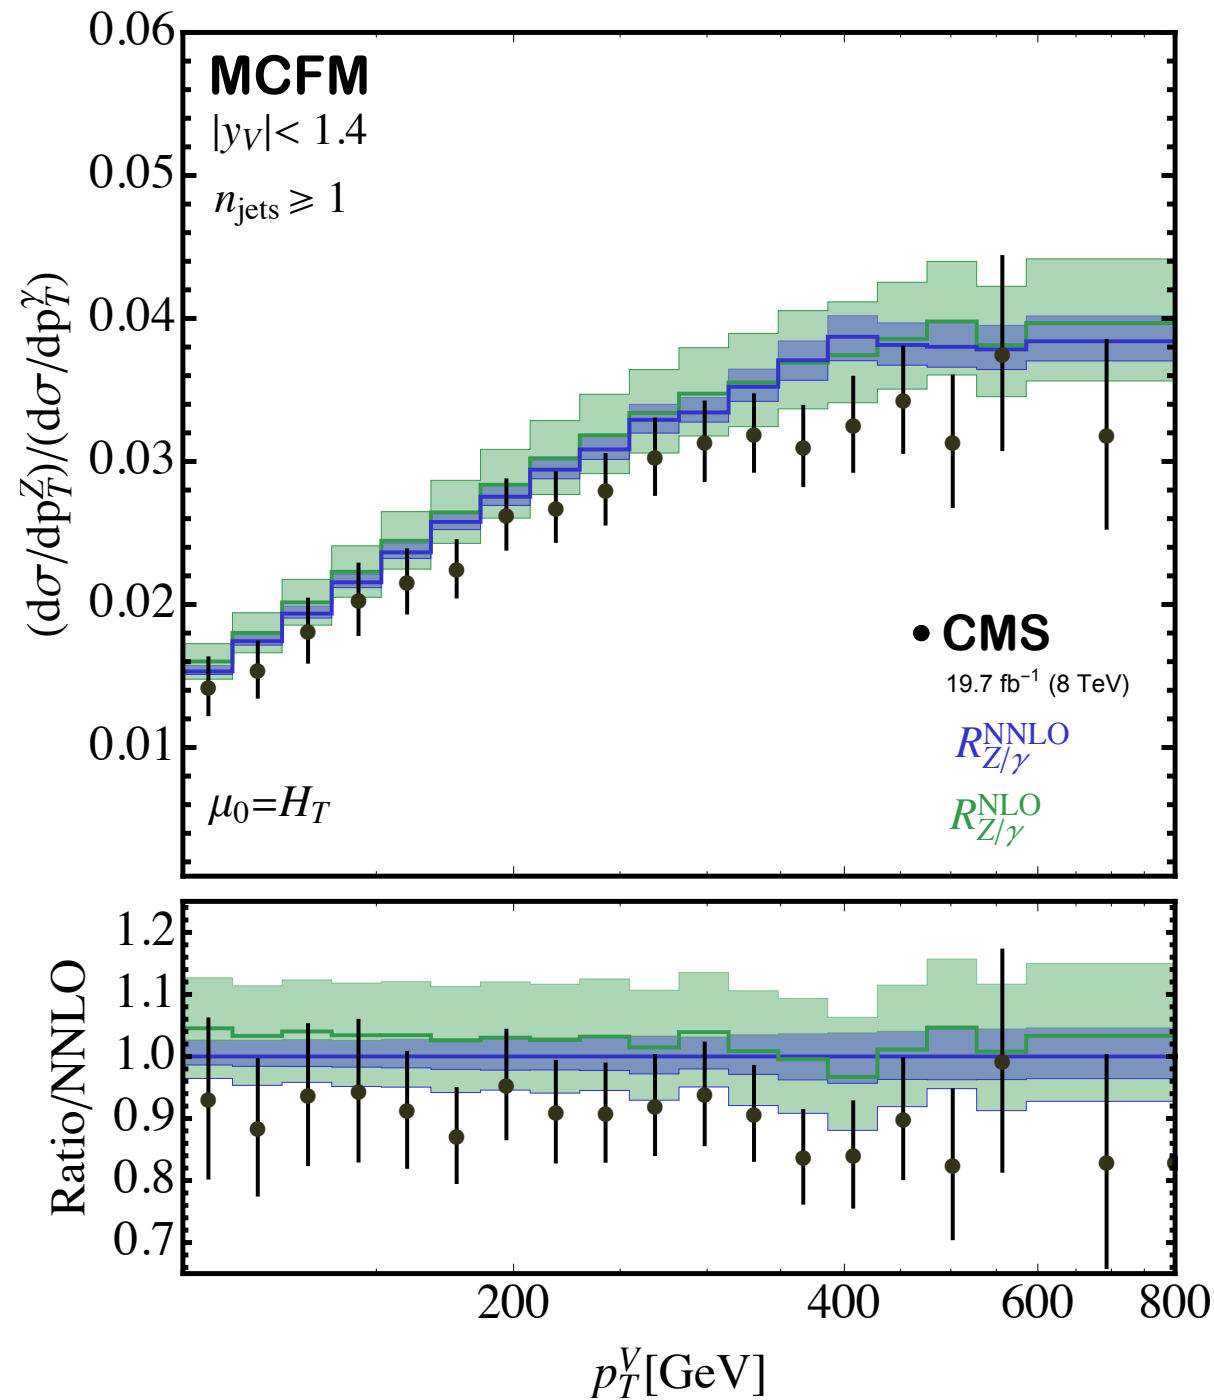 0.06
0.05
0.04
0.03
0.02
0.01
(dσ/dp_T^Z)/(dσ/dp_T^γ)
MCFM
|y_V|< 1.4
n_jets ⩾ 1
● CMS
19.7 fb⁻¹ (8 TeV)
R_{Z/γ}^{NNLO}
R_{Z/γ}^{NLO}
μ_0=H_T
1.2
1.1
1.0
0.9
0.8
0.7
Ratio/NNLO
200 400 600 800
p_T^V[GeV]